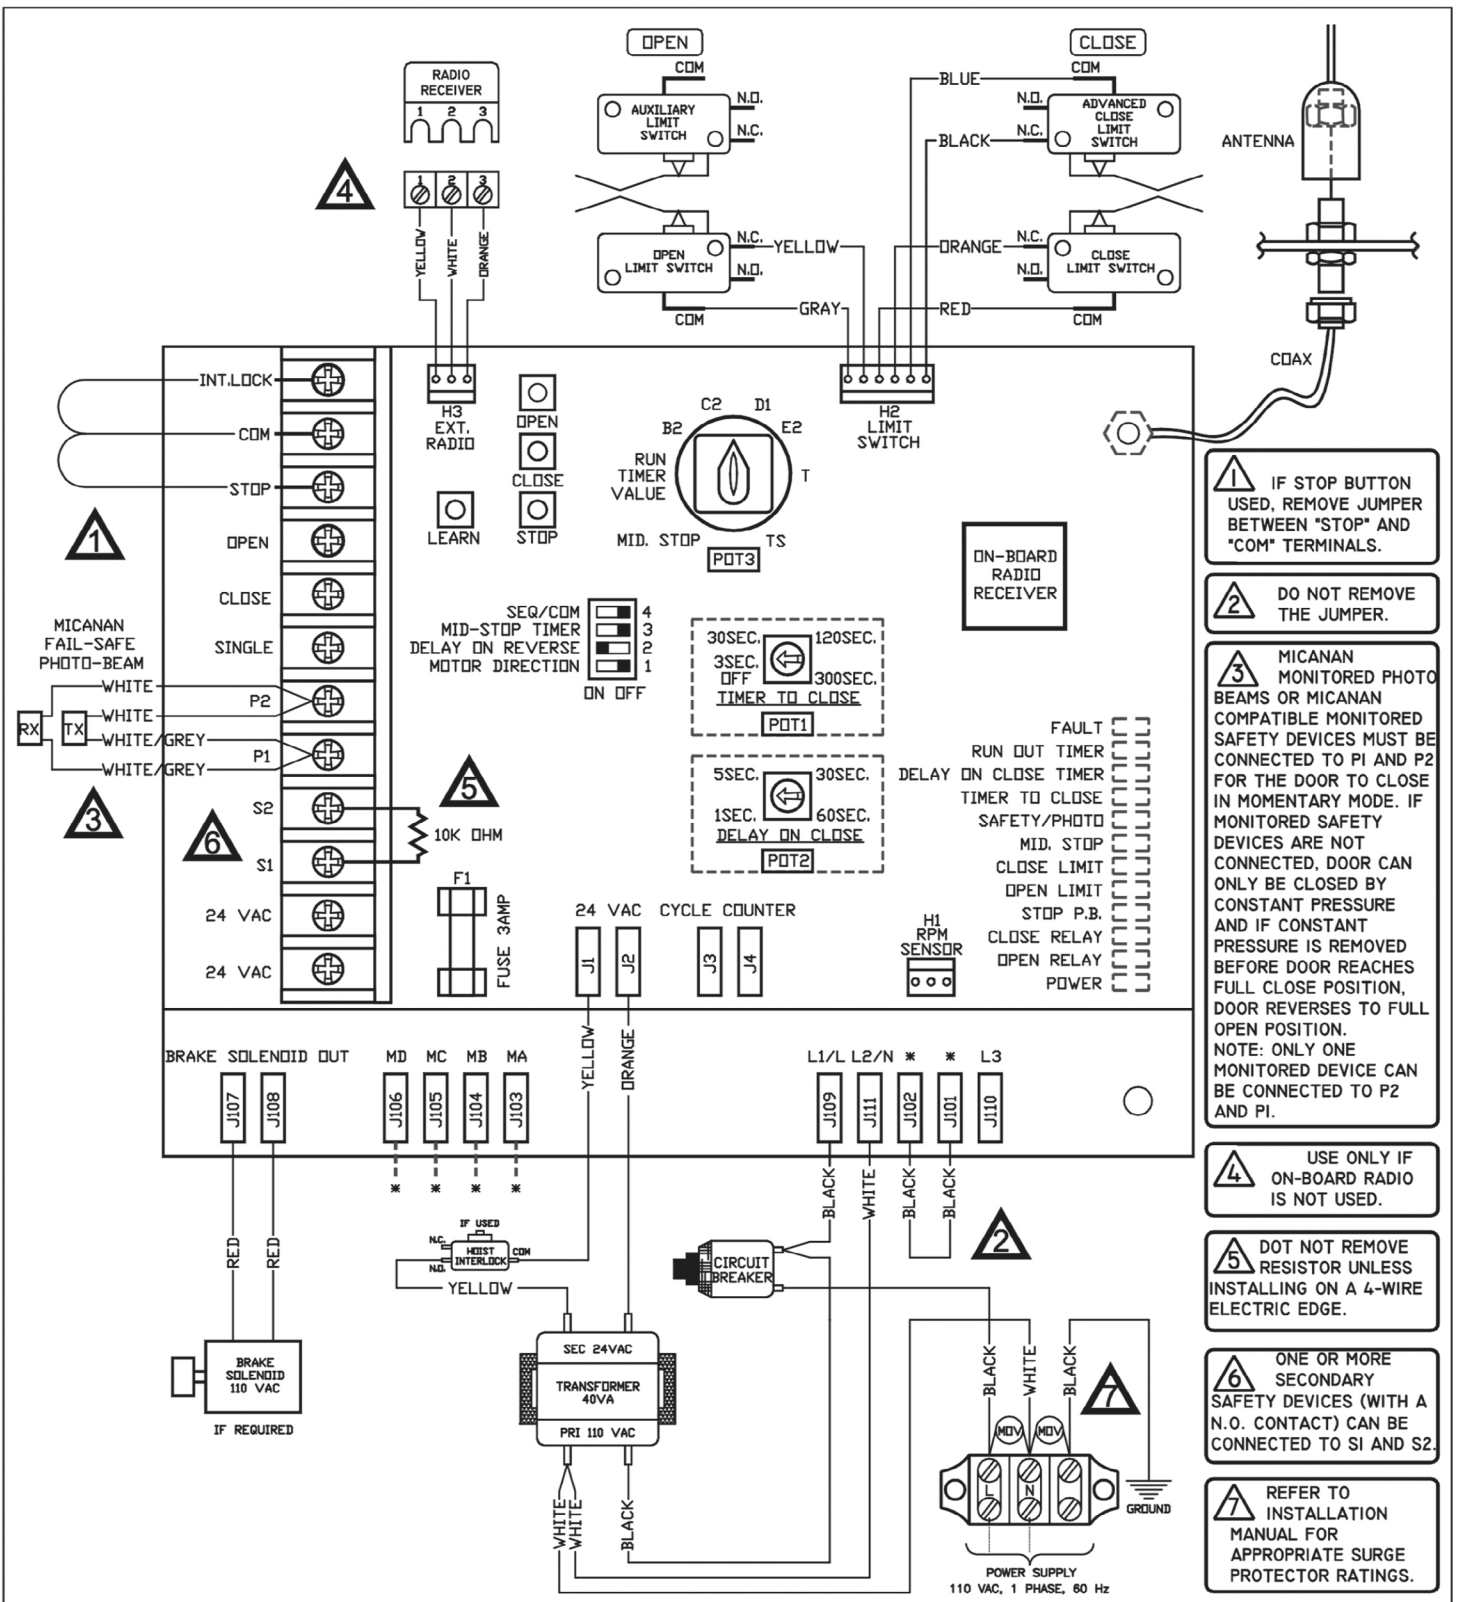 OPEN
CLOSE
RADIO
RECEIVER
1 2 3
4
1 2 3
YELLOW
WHITE
ORANGE
COM
AUXILIARY
LIMIT
SWITCH
N.O.
N.C.
OPEN
LIMIT SWITCH
N.C.
N.O.
COM
YELLOW
GRAY
BLUE
BLACK
ORANGE
RED
COM
N.O.
N.C.
ADVANCED
CLOSE
LIMIT
SWITCH
N.C.
N.O.
CLOSE
LIMIT SWITCH
COM
ANTENNA
COAX
INT.LOCK
COM
STOP
OPEN
CLOSE
SINGLE
P2
P1
S2
S1
24 VAC
24 VAC
1
MICANAN
FAIL-SAFE
PHOTO-BEAM
WHITE
WHITE
WHITE/GREY
WHITE/GREY
RX
TX
3
6
5
10K OHM
H3
EXT.
RADIO
OPEN
CLOSE
STOP
LEARN
RUN
TIMER
VALUE
B2
C2
D1
E2
T
TS
MID. STOP
POT3
H2
LIMIT
SWITCH
ON-BOARD
RADIO
RECEIVER
SEQ/COM 4
MID-STOP TIMER 3
DELAY ON REVERSE 2
MOTOR DIRECTION 1
ON OFF
30SEC. 120SEC.
3SEC.
OFF 300SEC.
TIMER TO CLOSE
POT1
5SEC. 30SEC.
1SEC. 60SEC.
DELAY ON CLOSE
POT2
FAULT
RUN OUT TIMER
DELAY ON CLOSE TIMER
TIMER TO CLOSE
SAFETY/PHOTO
MID. STOP
CLOSE LIMIT
OPEN LIMIT
STOP P.B.
CLOSE RELAY
OPEN RELAY
POWER
F1
FUSE 3AMP
24 VAC
CYCLE COUNTER
J1
J2
J3
J4
H1
RPM
SENSOR
BRAKE SOLENOID OUT
MD MC MB MA
L1/L L2/N * * L3
J107
J108
J106
J105
J104
J103
J109
J111
J102
J101
J110
* * * *
YELLOW
ORANGE
BLACK
WHITE
BLACK
BLACK
2
RED
RED
BRAKE
SOLENOID
110 VAC
IF REQUIRED
IF USED
N.C.
N.O.
HOIST
INTERLOCK
COM
YELLOW
CIRCUIT
BREAKER
SEC 24VAC
TRANSFORMER
40VA
PRI 110 VAC
WHITE
WHITE
BLACK
BLACK
WHITE
BLACK
7
MOV
MOV
L
N
GROUND
POWER SUPPLY
110 VAC, 1 PHASE, 60 Hz
1 IF STOP BUTTON
USED, REMOVE JUMPER
BETWEEN "STOP" AND
"COM" TERMINALS.
2 DO NOT REMOVE
THE JUMPER.
3 MICANAN
MONITORED PHOTO
BEAMS OR MICANAN
COMPATIBLE MONITORED
SAFETY DEVICES MUST BE
CONNECTED TO P1 AND P2
FOR THE DOOR TO CLOSE
IN MOMENTARY MODE. IF
MONITORED SAFETY
DEVICES ARE NOT
CONNECTED, DOOR CAN
ONLY BE CLOSED BY
CONSTANT PRESSURE
AND IF CONSTANT
PRESSURE IS REMOVED
BEFORE DOOR REACHES
FULL CLOSE POSITION,
DOOR REVERSES TO FULL
OPEN POSITION.
NOTE: ONLY ONE
MONITORED DEVICE CAN
BE CONNECTED TO P2
AND P1.
4 USE ONLY IF
ON-BOARD RADIO
IS NOT USED.
5 DOT NOT REMOVE
RESISTOR UNLESS
INSTALLING ON A 4-WIRE
ELECTRIC EDGE.
6 ONE OR MORE
SECONDARY
SAFETY DEVICES (WITH A
N.O. CONTACT) CAN BE
CONNECTED TO S1 AND S2.
7 REFER TO
INSTALLATION
MANUAL FOR
APPROPRIATE SURGE
PROTECTOR RATINGS.